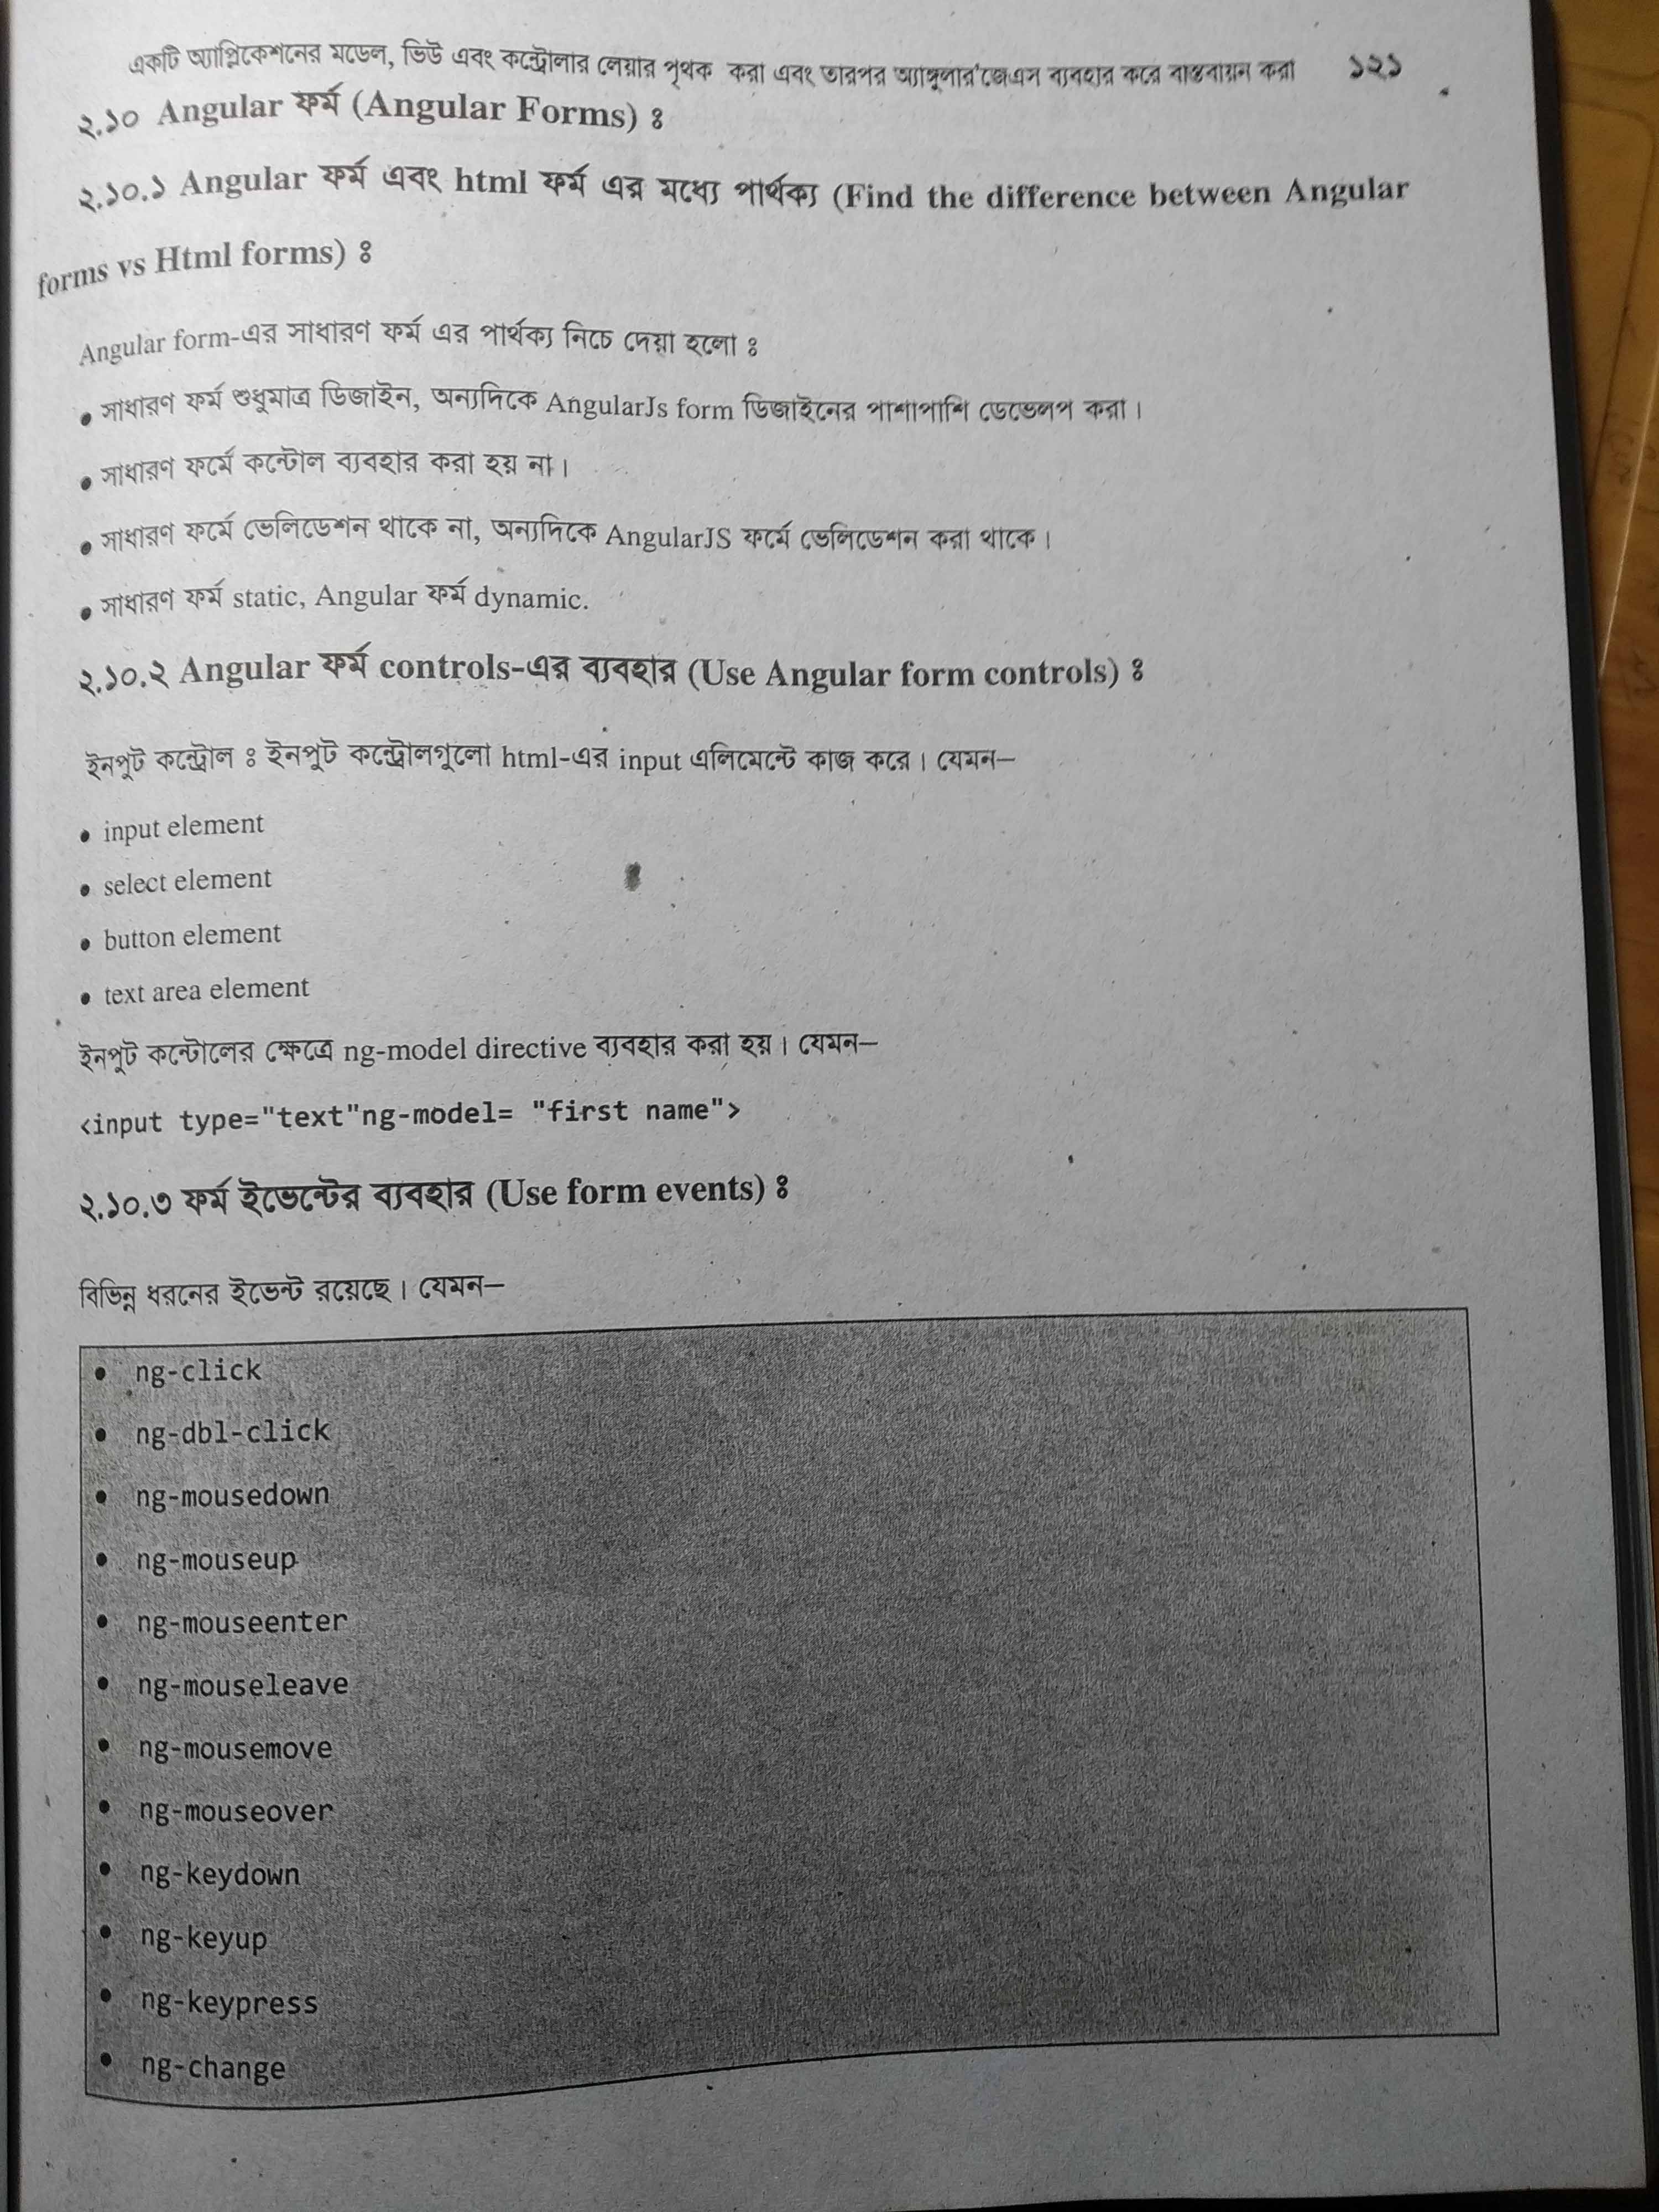 একটি অ্যাপ্লিকেশনের মডেল, ভিউ এবং কন্ট্রোলার লেয়ার পৃথক করা এবং তারপর অ্যাঙ্গুলার জেএস ব্যবহার করে বাস্তবায়ন করা ১২১
২.১০ Angular ফর্ম (Angular Forms) ঃ
২.১০.১ Angular ফর্ম এবং html ফর্ম এর মধ্যে পার্থক্য (Find the difference between Angular
forms vs Html forms) ঃ
Angular form-এর সাধারণ ফর্ম এর পার্থক্য নিচে দেয়া হলো ঃ
● সাধারণ ফর্ম শুধুমাত্র ডিজাইন, অন্যদিকে AngularJs form ডিজাইনের পাশাপাশি ডেভেলপ করা।
● সাধারণ ফর্মে কন্টোল ব্যবহার করা হয় না।
● সাধারণ ফর্মে ভেলিডেশন থাকে না, অন্যদিকে AngularJS ফর্মে ভেলিডেশন করা থাকে।
● সাধারণ ফর্ম static, Angular ফর্ম dynamic.
২.১০.২ Angular ফর্ম controls-এর ব্যবহার (Use Angular form controls) ঃ
ইনপুট কন্ট্রোল ঃ ইনপুট কন্ট্রোলগুলো html-এর input এলিমেন্টে কাজ করে। যেমন—
● input element
● select element
● button element
● text area element
ইনপুট কন্টোলের ক্ষেত্রে ng-model directive ব্যবহার করা হয়। যেমন—
<input type="text"ng-model= "first name">
২.১০.৩ ফর্ম ইভেন্টের ব্যবহার (Use form events) ঃ
বিভিন্ন ধরনের ইভেন্ট রয়েছে। যেমন—
● ng-click
● ng-dbl-click
● ng-mousedown
● ng-mouseup
● ng-mouseenter
● ng-mouseleave
● ng-mousemove
● ng-mouseover
● ng-keydown
● ng-keyup
● ng-keypress
● ng-change